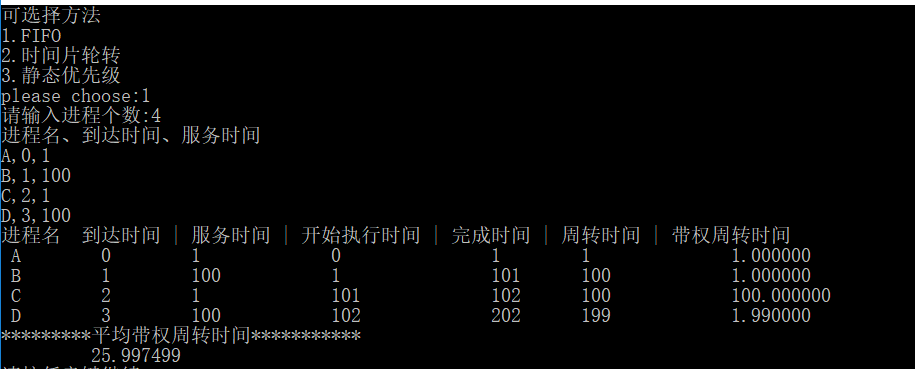 可选择方法
1.FIFO
2.时间片轮转
3.静态优先级
please choose:1
请输入进程个数:4
进程名、到达时间、服务时间
A,0,1
B,1,100
C,2,1
D,3,100
进程名 到达时间 | 服务时间 | 开始执行时间 | 完成时间 | 周转时间 | 带权周转时间
A 0 1 0 1 1 1.000000
B 1 100 1 101 100 1.000000
C 2 1 101 102 100 100.000000
D 3 100 102 202 199 1.990000
*********平均带权周转时间***********
25.997499